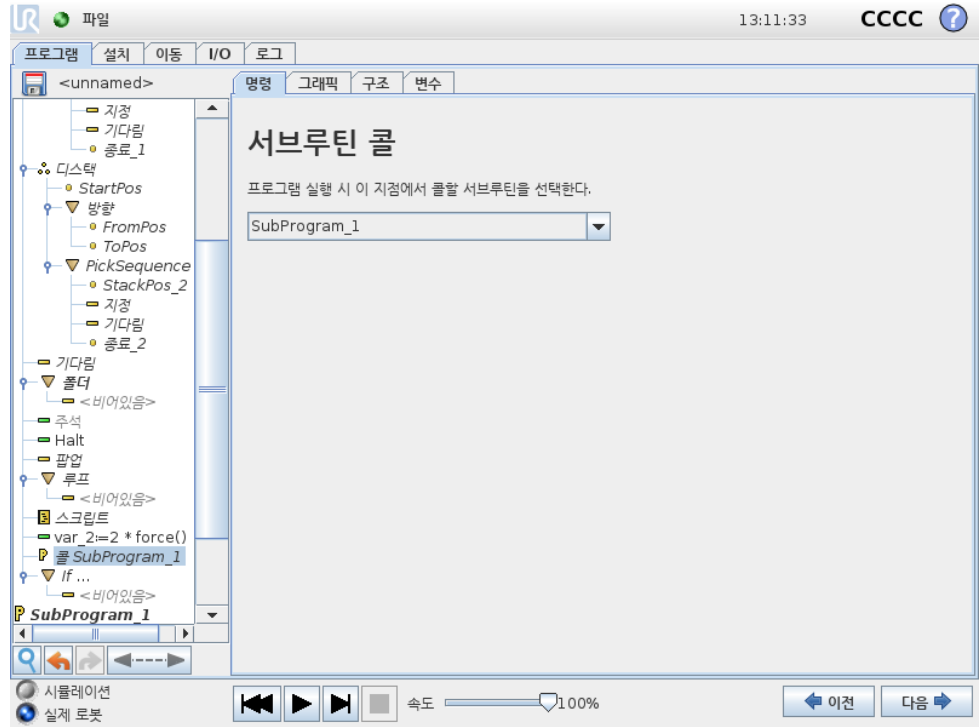 UR 파일 13:11:33 CCCC ?
프로그램 설치 이동 I/O 로그
<unnamed>
명령 그래픽 구조 변수
지정
기다림
종료_1
디스택
StartPos
방향
FromPos
ToPos
PickSequence
StackPos_2
지정
기다림
종료_2
기다림
폴더
<비어있음>
주석
Halt
팝업
루프
<비어있음>
스크립트
var_2:=2 * force()
콜 SubProgram_1
If ...
<비어있음>
SubProgram_1
서브루틴 콜
프로그램 실행 시 이 지점에서 콜할 서브루틴을 선택한다.
SubProgram_1
시뮬레이션
실제 로봇
속도 100%
이전 다음